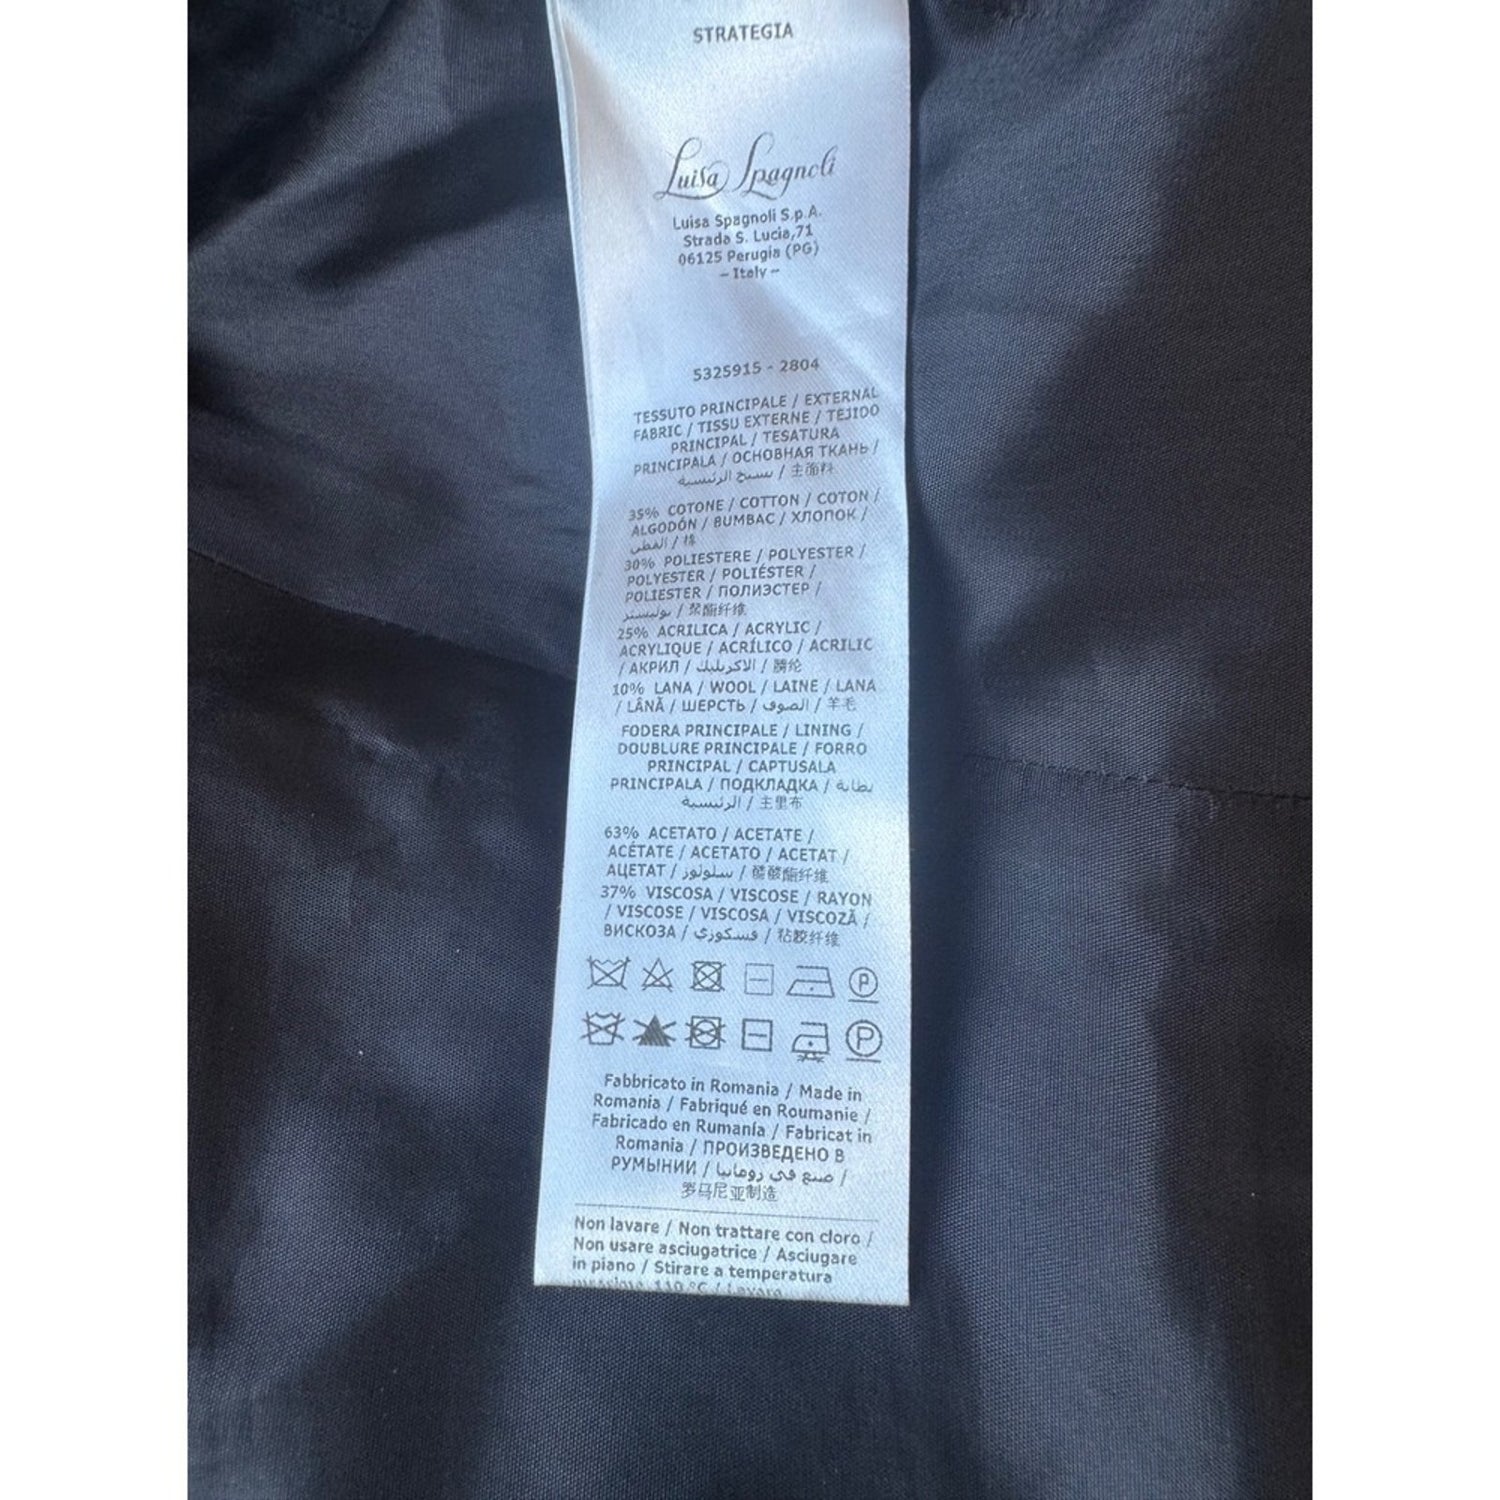 STRATEGIA
Luisa Spagnoli
Luisa Spagnoli S.p.A.
Strada S. Lucia,71
06125 Perugia (PG)
~ Italy ~
5325915 - 2804
TESSUTO PRINCIPALE / EXTERNAL
FABRIC / TISSU EXTERNE / TEJIDO
PRINCIPAL / TESATURA
PRINCIPALA / ОСНОВНАЯ ТКАНЬ /
نسيج الرئيسية / 主面料
35% COTONE / COTTON / COTON /
ALGODÓN / BUMBAC / ХЛОПОК /
القطن / 棉
30% POLIESTERE / POLYESTER /
POLYESTER / POLIÉSTER /
POLIESTER / ПОЛИЭСТЕР /
بوليستر / 聚酯纤维
25% ACRILICA / ACRYLIC /
ACRYLIQUE / ACRÍLICO / ACRILIC
/ АКРИЛ / الاكريليك / 腈纶
10% LANA / WOOL / LAINE / LANA
/ LÂNĂ / ШЕРСТЬ / الصوف / 羊毛
FODERA PRINCIPALE / LINING /
DOUBLURE PRINCIPALE / FORRO
PRINCIPAL / CAPTUSALA
PRINCIPALA / ПОДКЛАДКА / بطانة
الرئيسية / 主里布
63% ACETATO / ACETATE /
ACÉTATE / ACETATO / ACETAT /
АЦЕТАТ / سلولوز / 醋酸酯纤维
37% VISCOSA / VISCOSE / RAYON
/ VISCOSE / VISCOSA / VISCOZĂ /
ВИСКОЗА / فسكوزي / 粘胶纤维
P
P
Fabbricato in Romania / Made in
Romania / Fabriqué en Roumanie /
Fabricado en Rumanía / Fabricat in
Romania / ПРОИЗВЕДЕНО В
РУМЫНИИ / صنع في رومانيا /
罗马尼亚制造
Non lavare / Non trattare con cloro /
Non usare asciugatrice / Asciugare
in piano / Stirare a temperatura
massima 110 °C / Lavare